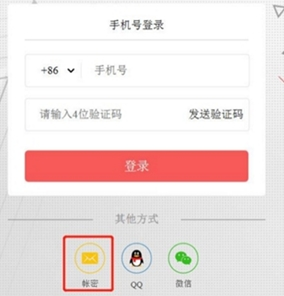 手机号登录
+86 手机号
请输入4位验证码 发送验证码
登录
其他方式
帐密 QQ 微信